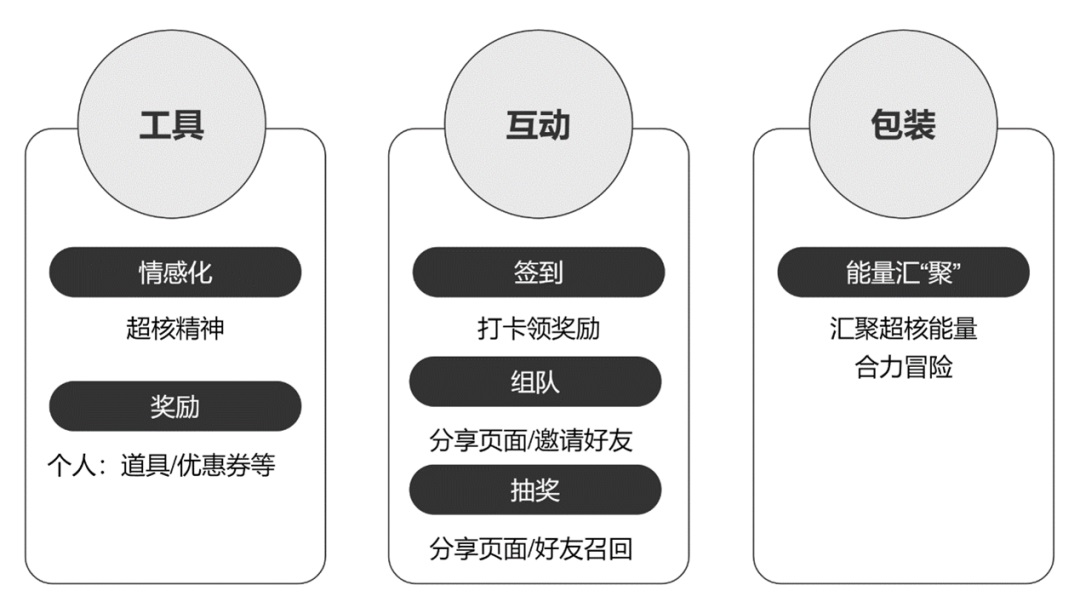 工具
情感化
超核精神
奖励
个人：道具/优惠券等
互动
签到
打卡领奖励
组队
分享页面/邀请好友
抽奖
分享页面/好友召回
包装
能量汇“聚”
汇聚超核能量
合力冒险